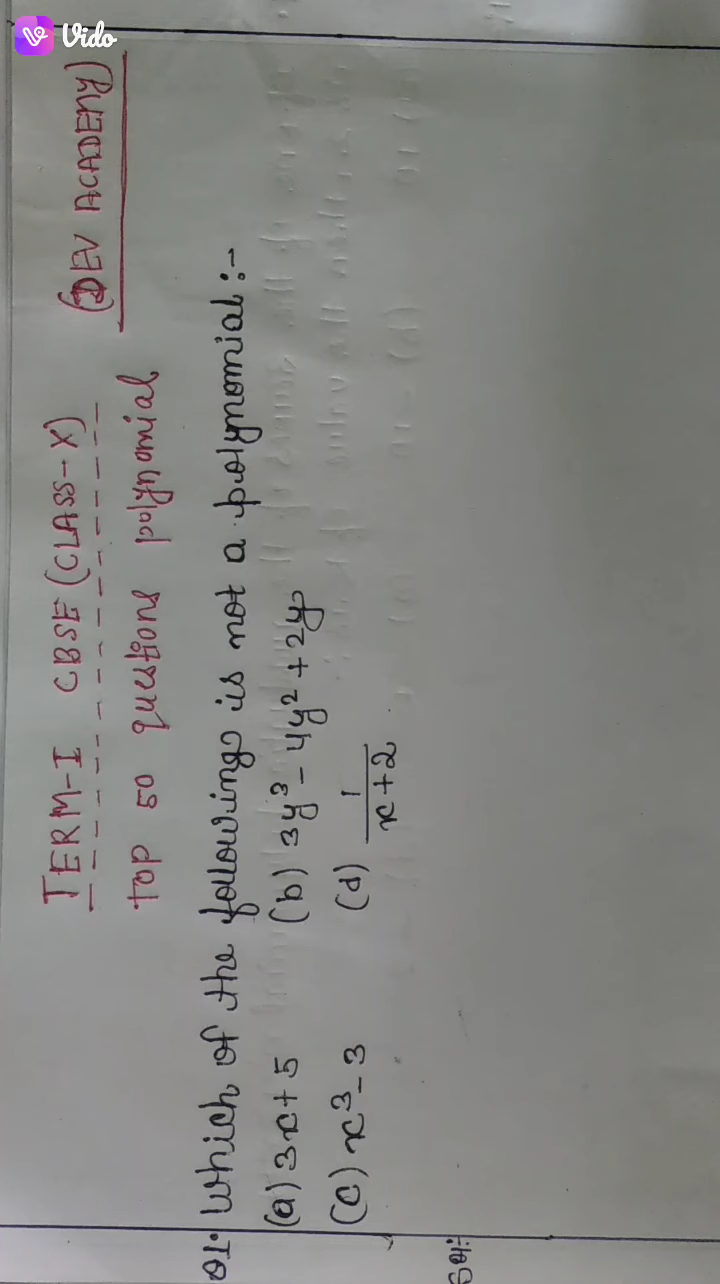 Vido
TERM-I CBSE (CLASS-X)
(DEV ACADEMY)
TOP 50 questions polynomial
Q1. Which of the following is not a polynomial :-
(a) 3x + 5 (b) 3y³ - 4y² + 2y
(c) x³ - 3 (d) 1/(x+2)
Sol:-